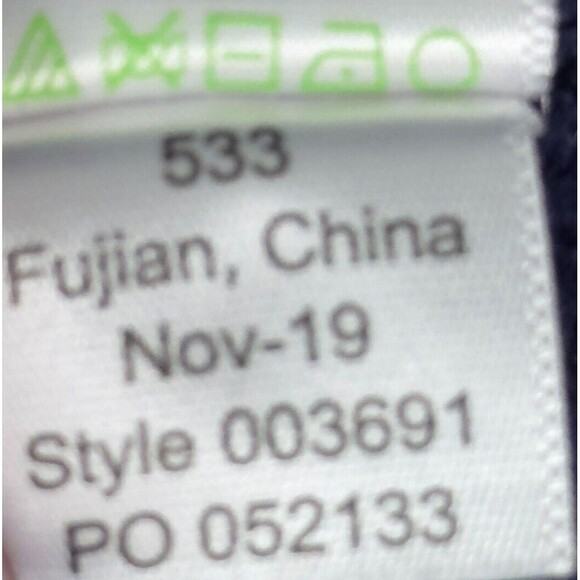 533
Fujian, China
Nov-19
Style 003691
PO 052133